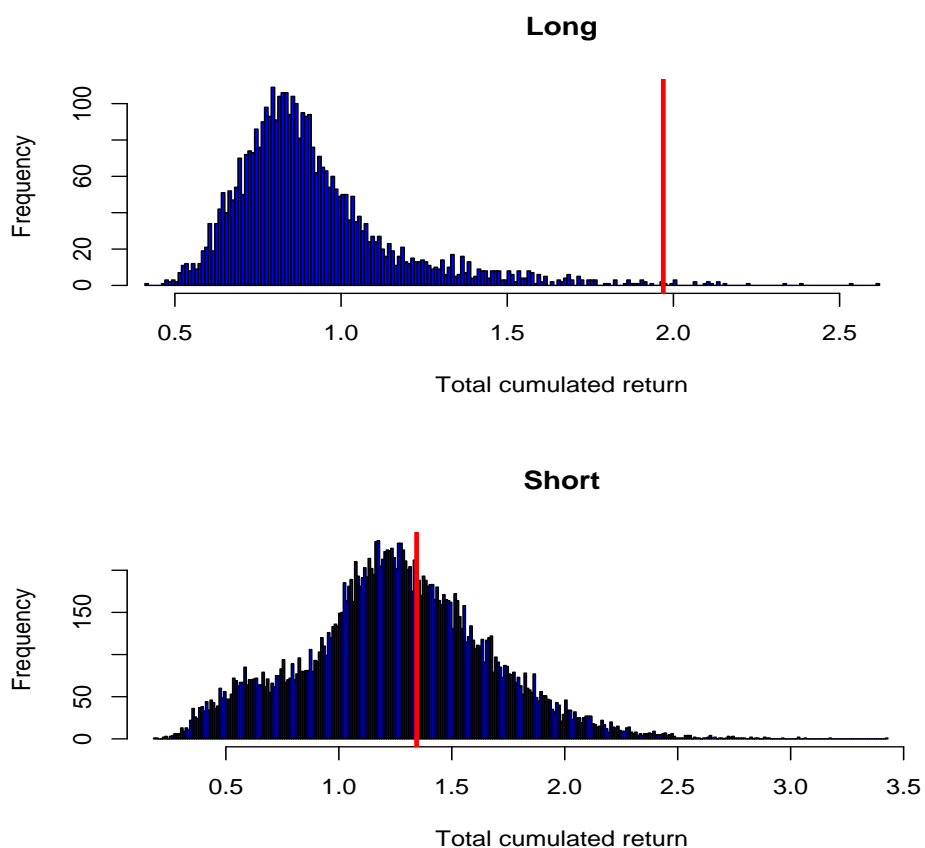 Long
Frequency
100
60
20
0
0.5 1.0 1.5 2.0 2.5
Total cumulated return
Short
Frequency
150
50
0
0.5 1.0 1.5 2.0 2.5 3.0 3.5
Total cumulated return